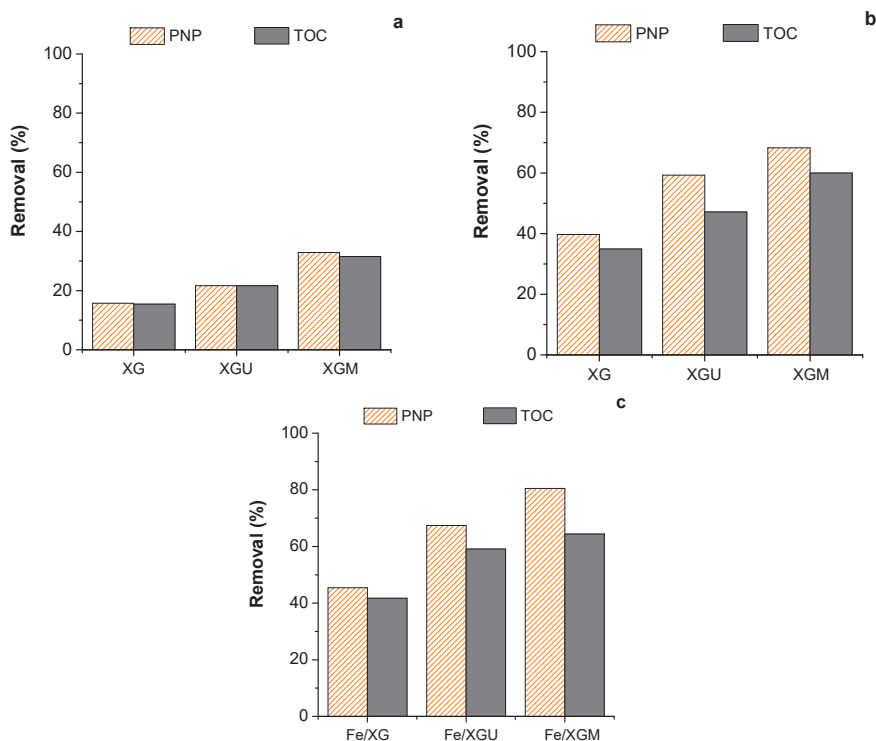 PNP TOC a
100
80
60
40
20
0
Removal (%)
XG XGU XGM
PNP TOC b
100
80
60
40
20
0
Removal (%)
XG XGU XGM
PNP TOC c
100
80
60
40
20
0
Removal (%)
Fe/XG Fe/XGU Fe/XGM